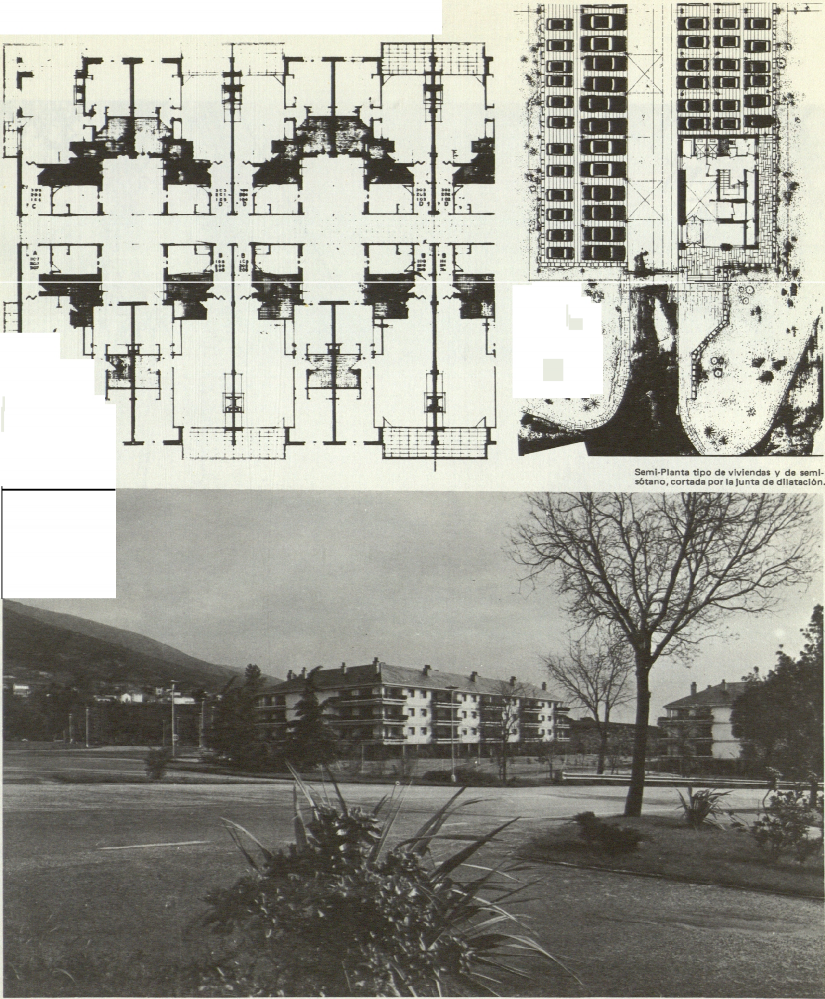 Semi-Planta tipo de viviendas y de semi-
sótano, cortada por la junta de dilatación.